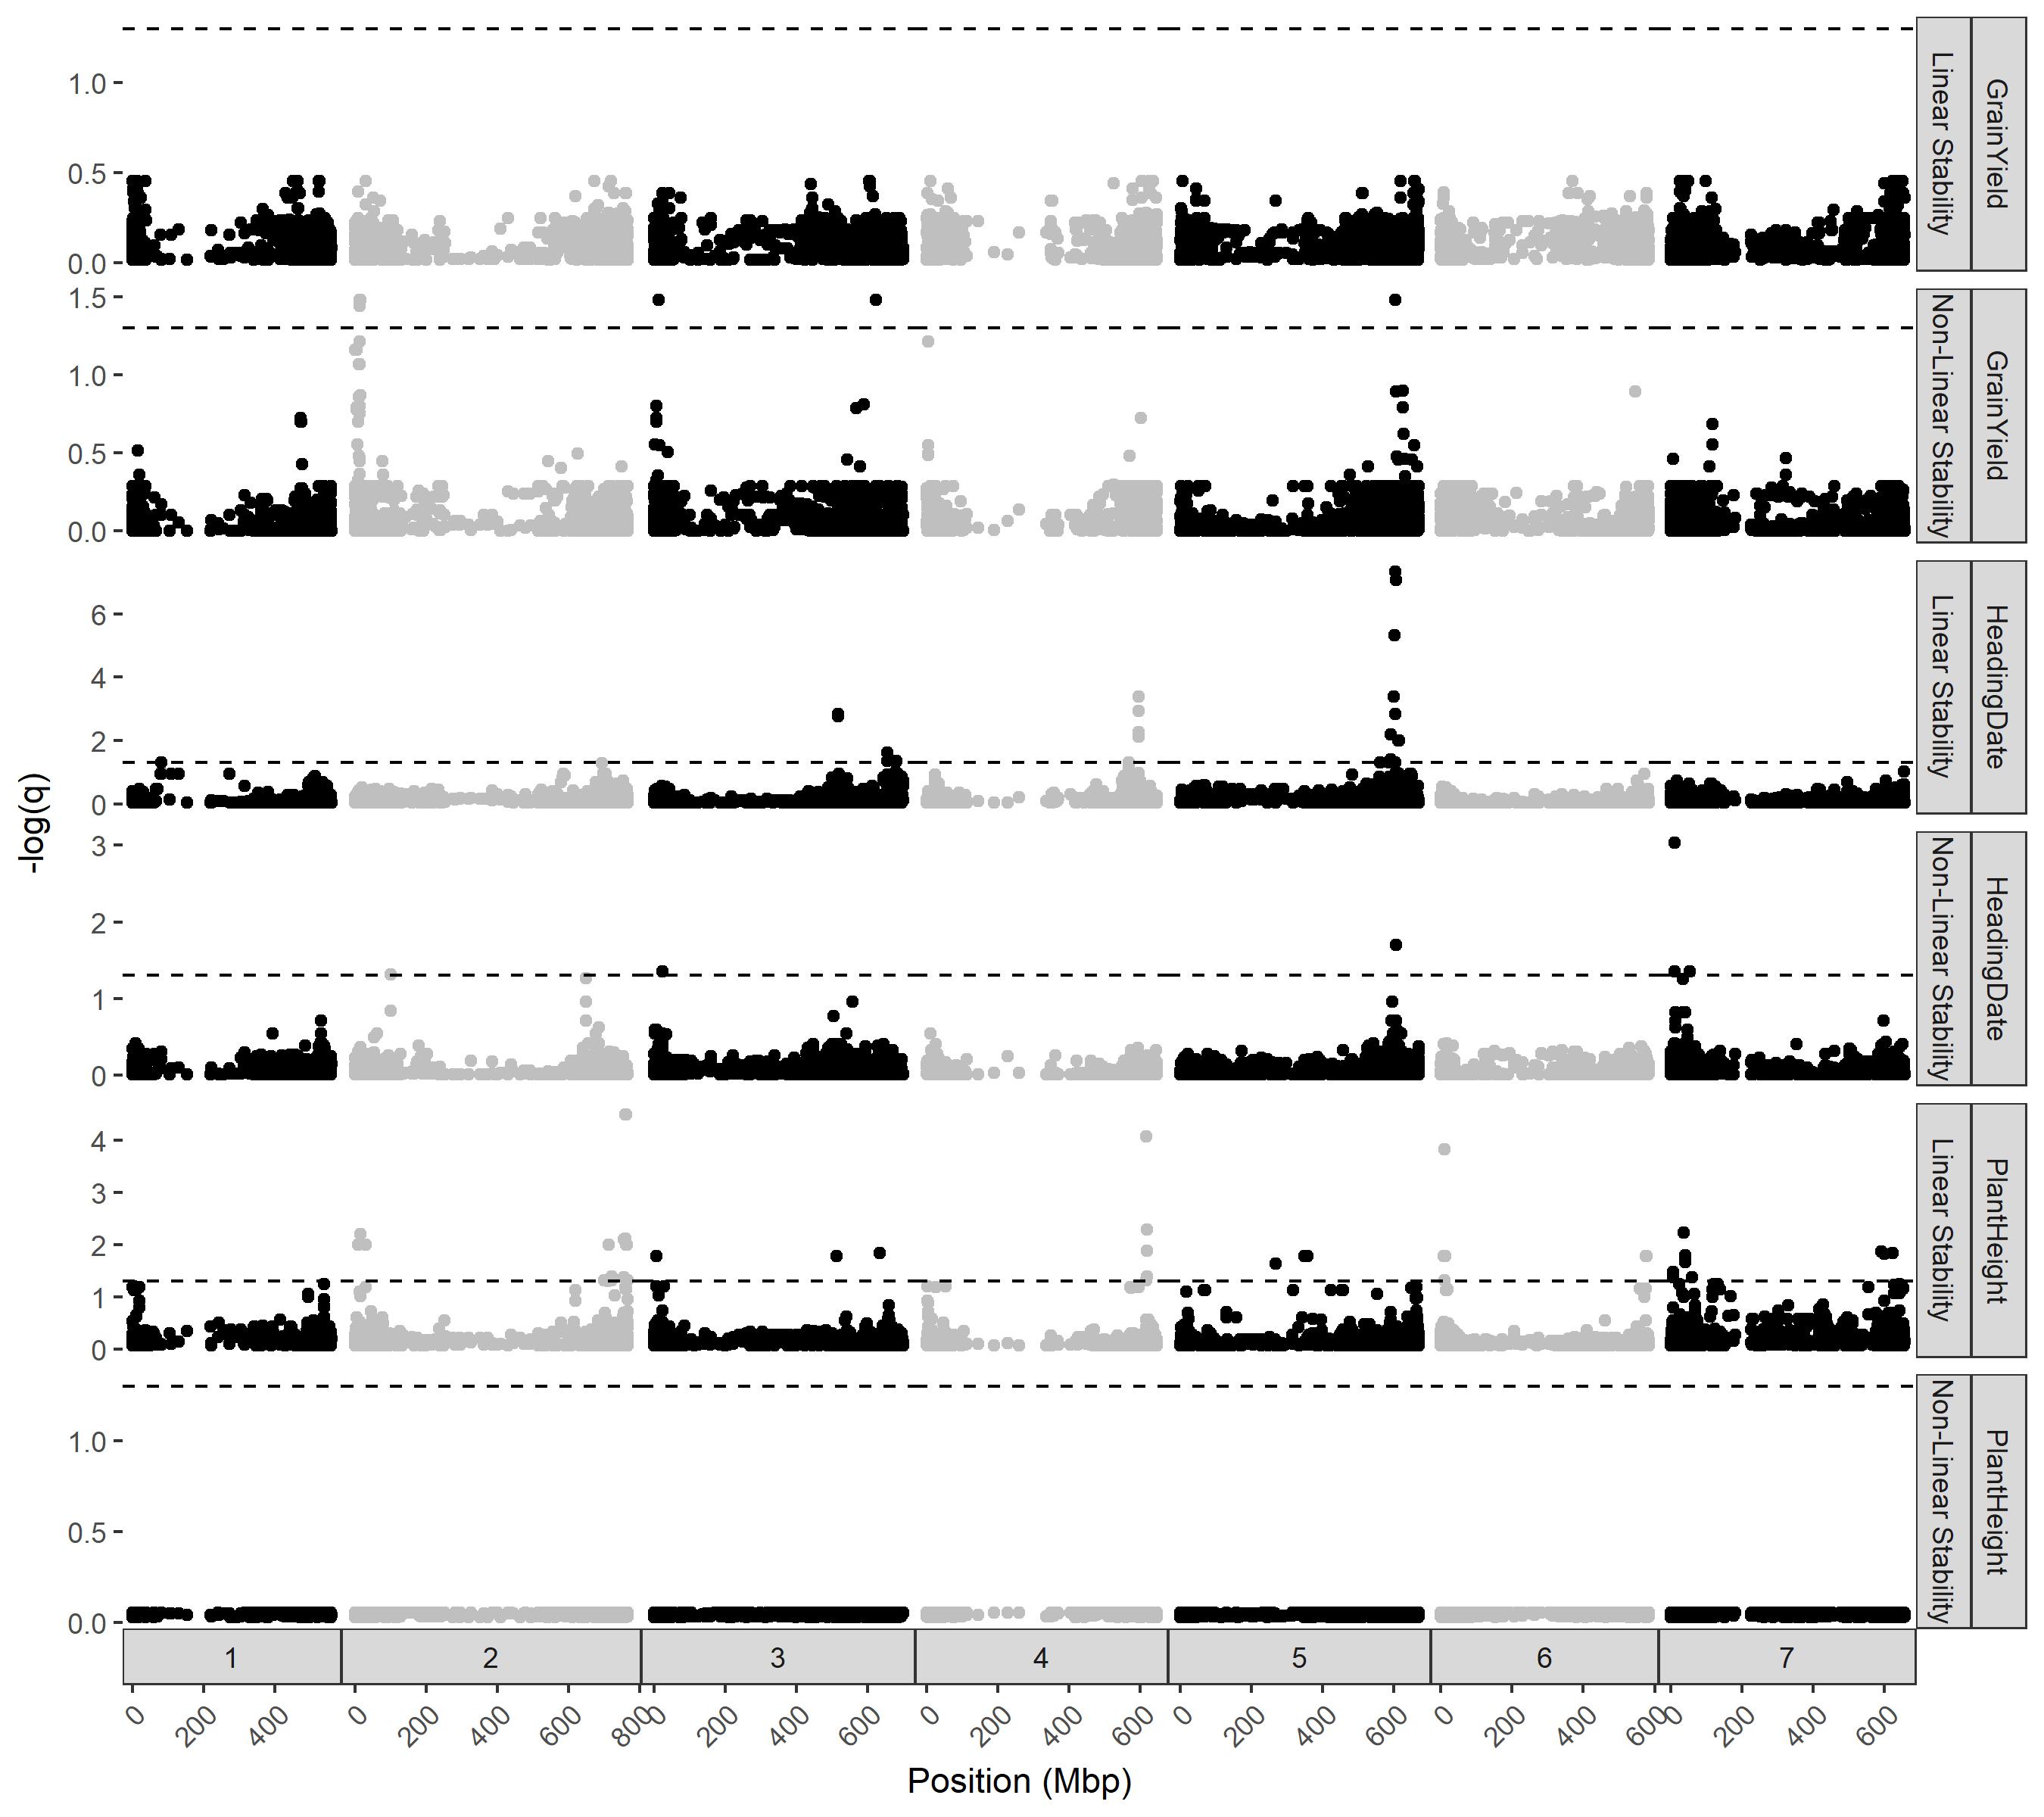 -log(q)
1.0
0.5
0.0
Linear Stability
GrainYield
1.5
1.0
0.5
0.0
Non-Linear Stability
GrainYield
6
4
2
0
Linear Stability
HeadingDate
3
2
1
0
Non-Linear Stability
HeadingDate
4
3
2
1
0
Linear Stability
PlantHeight
1.0
0.5
0.0
Non-Linear Stability
PlantHeight
1 2 3 4 5 6 7
0 200 400 0 200 400 600 800 0 200 400 600 0 200 400 600 0 200 400 600 0 200 400 600 0 200 400 600
Position (Mbp)